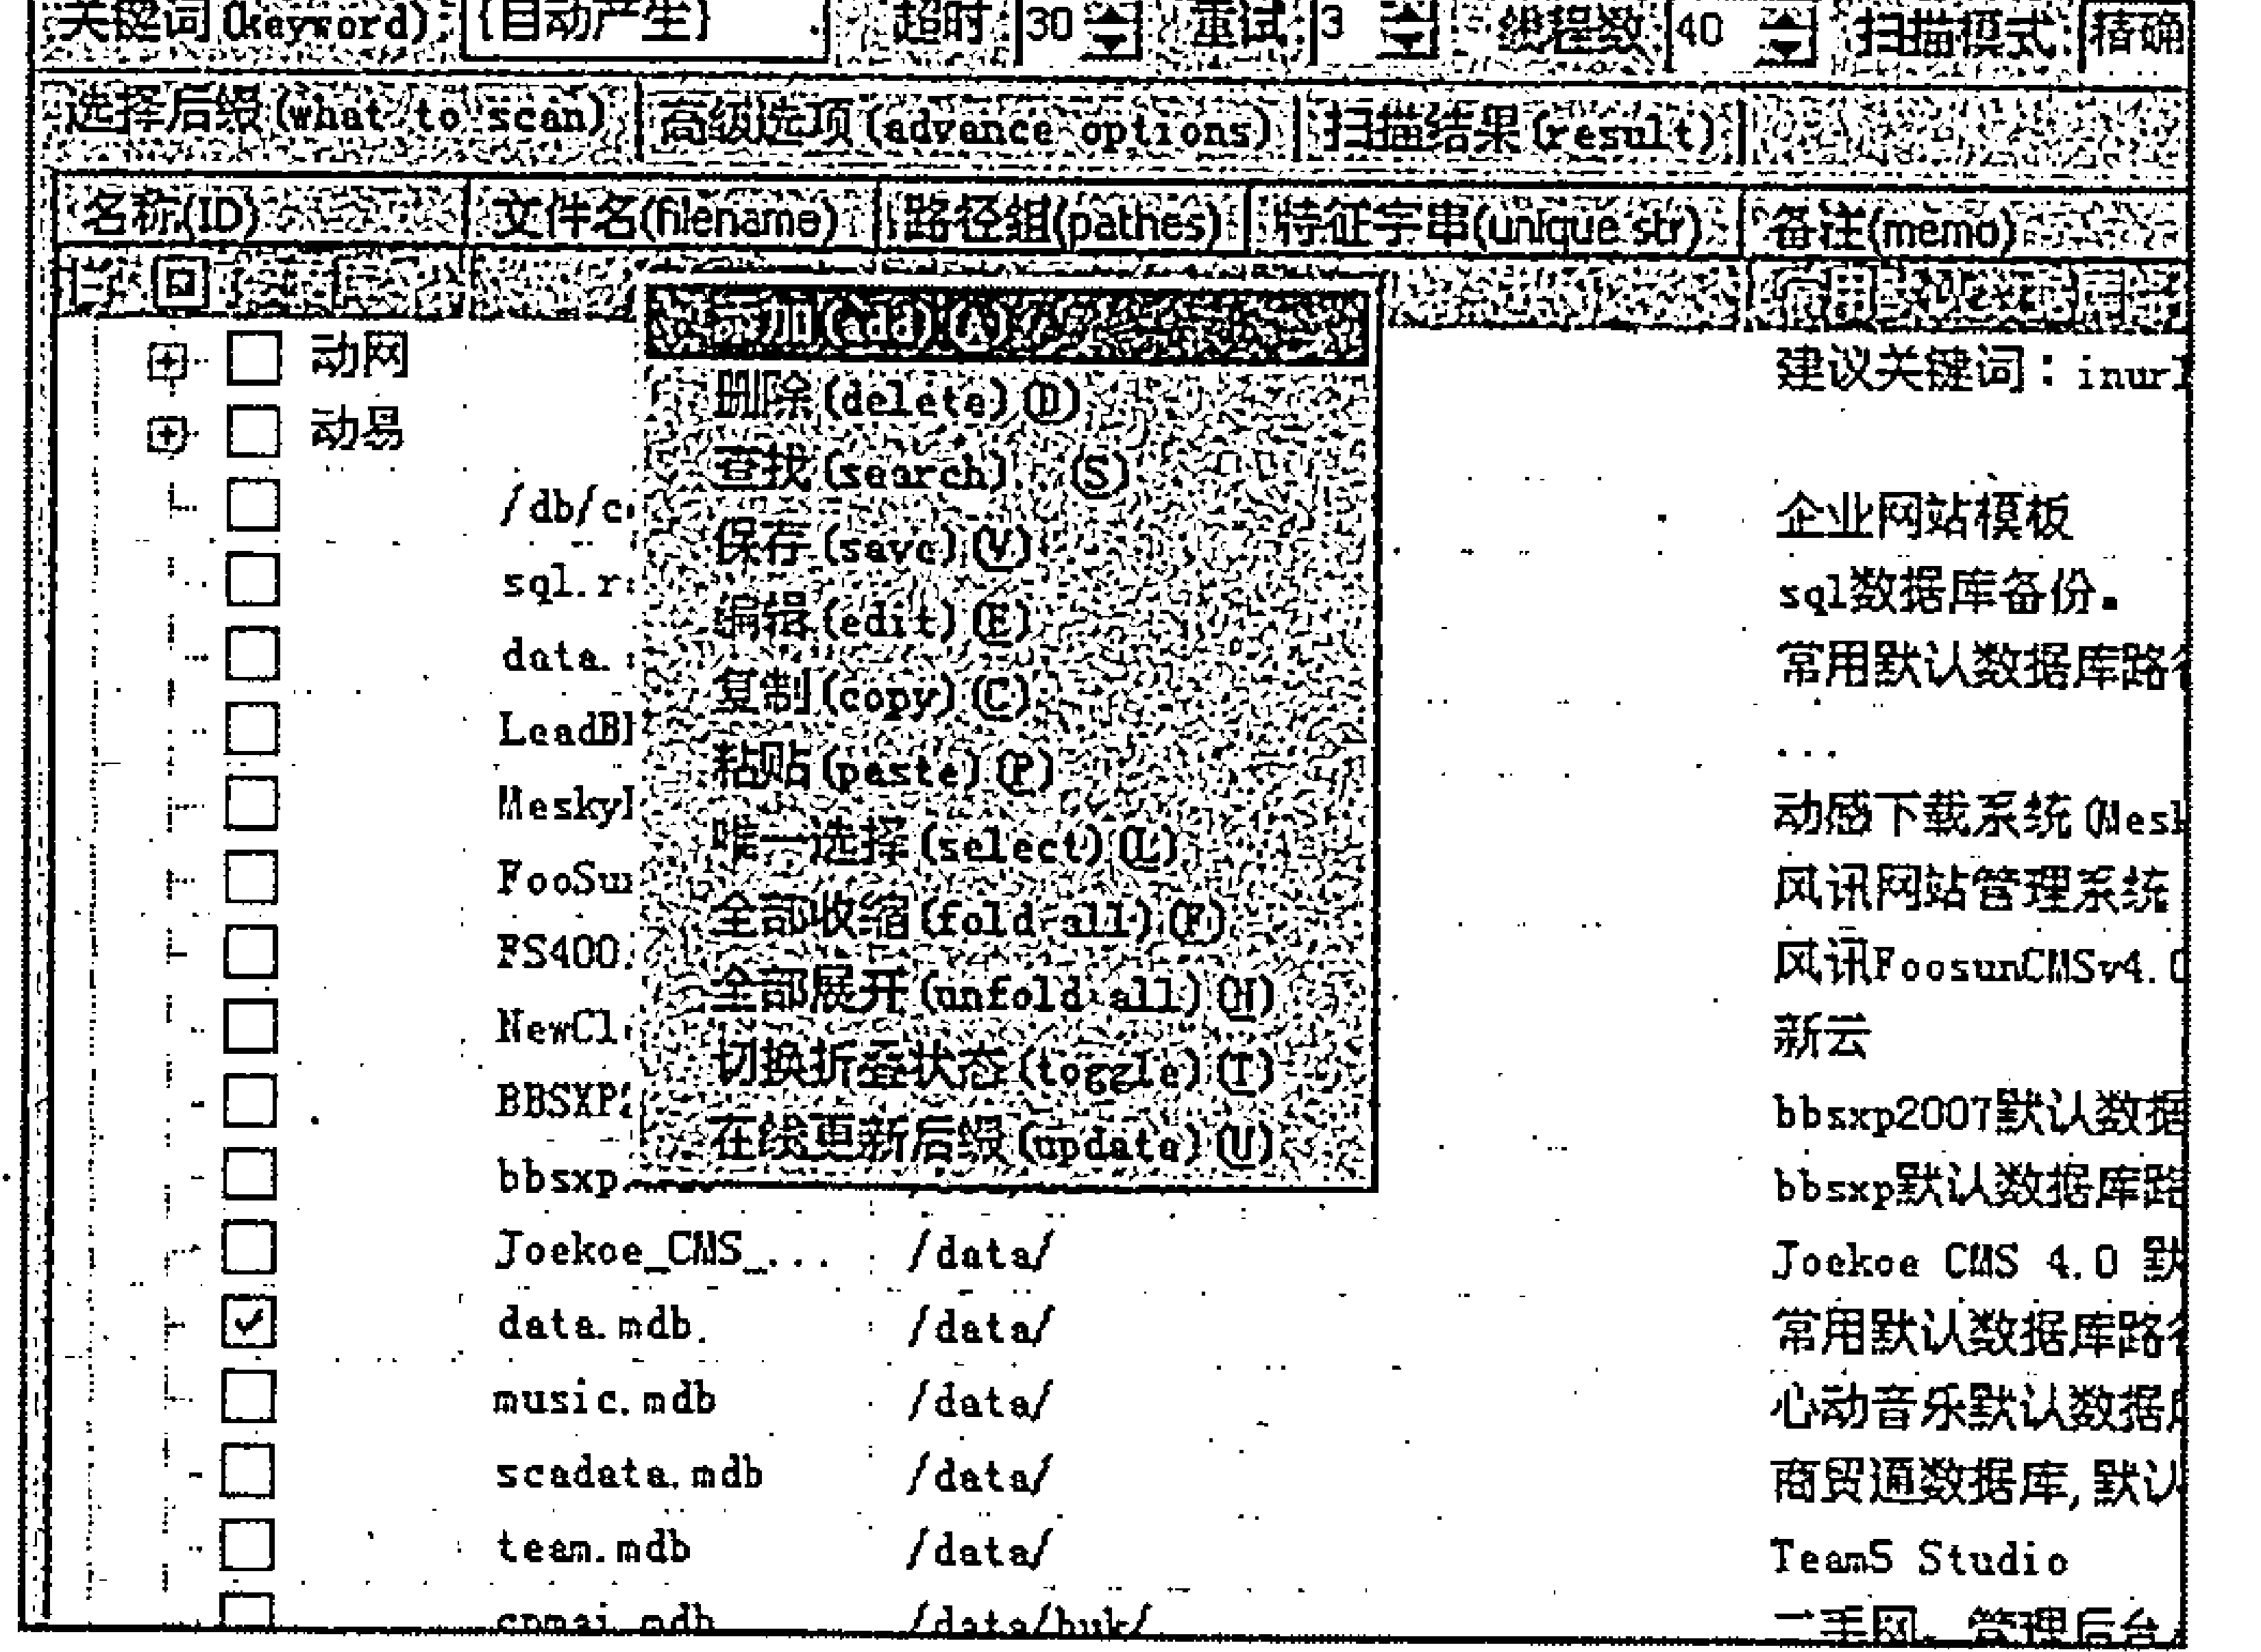 关键词(keyword): {自动产生} 超时 30 重试 3 线程数 40 扫描模式 精确
选择后缀(what to scan) 高级选项(advance options) 扫描结果(result)
名称(ID) 文件名(filename) 路径组(pathes) 特征字串(unique str) 备注(memo)
添加(add)(A)
动网 删除(delete)(D) 建议关键词：inurl
动易 查找(search) (S)
/db/c 保存(save)(V) 企业网站模板
sql.r 编辑(edit)(E) sql数据库备份。
data. 复制(copy)(C) 常用默认数据库路
LeadB 粘贴(paste)(P) ...
Mesky 唯一选择(select)(L) 动感下载系统(Mesk
FooSu 全部收缩(fold all)(F) 风讯网站管理系统
FS400. 全部展开(unfold all)(H) 风讯FoosunCMSv4.0
NewCl 切换折叠状态(toggle)(T) 新云
BBSXP 在线更新后缀(update)(U) bbsxp2007默认数据
bbsxp. bbsxp默认数据库路
Joekoe_CMS_... /data/ Joekoe CMS 4.0 默
data.mdb /data/ 常用默认数据库路
music.mdb /data/ 心动音乐默认数据
scadata.mdb /data/ 商贸通数据库,默认
team.mdb /data/ Team5 Studio
/data/ 二手网 管理后台